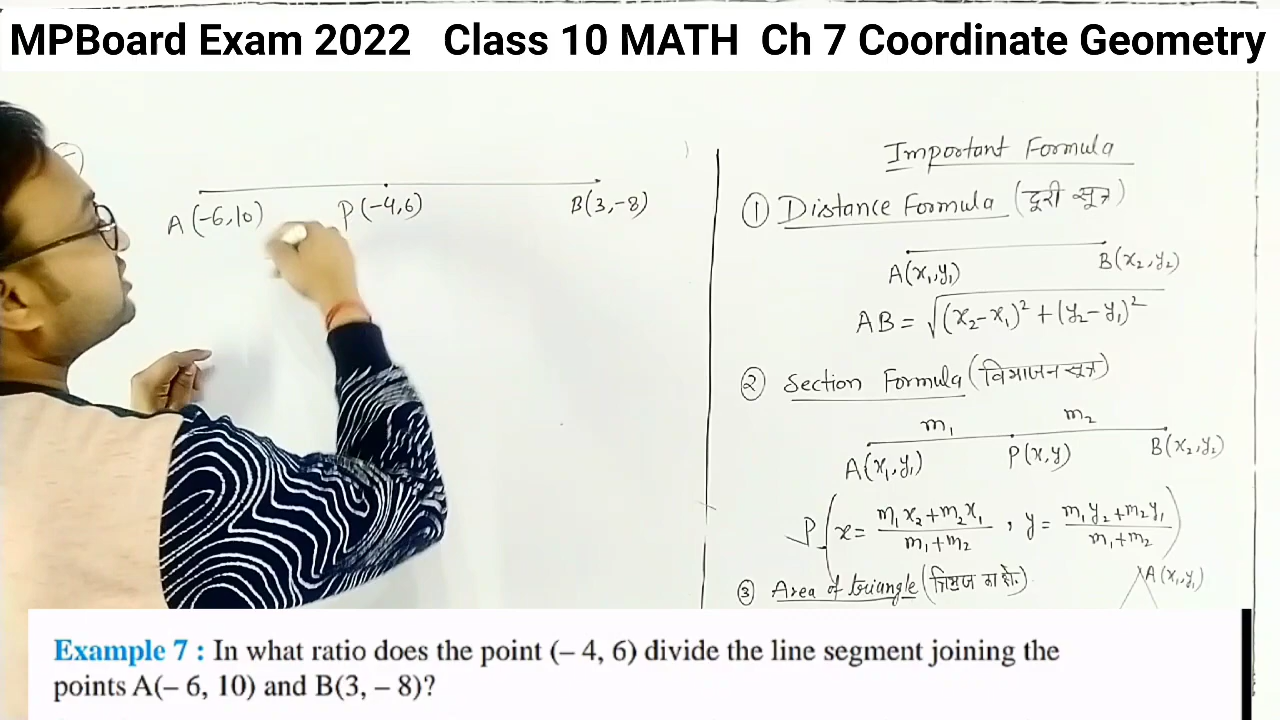 MPBoard Exam 2022 Class 10 MATH Ch 7 Coordinate Geometry
A(-6,10) P(-4,6) B(3,-8)
Important Formula
① Distance Formula (दूरी सूत्र)
A(x₁,y₁) B(x₂,y₂)
AB = √(x₂-x₁)² + (y₂-y₁)²
② Section Formula (विभाजन सूत्र)
m₁ m₂
A(x₁,y₁) P(x,y) B(x₂,y₂)
P(x = m₁x₂+m₂x₁/m₁+m₂ , y = m₁y₂+m₂y₁/m₁+m₂)
③ Area of triangle (त्रिभुज का क्षे.) A(x₁,y₁)
Example 7 : In what ratio does the point (– 4, 6) divide the line segment joining the
points A(– 6, 10) and B(3, – 8)?